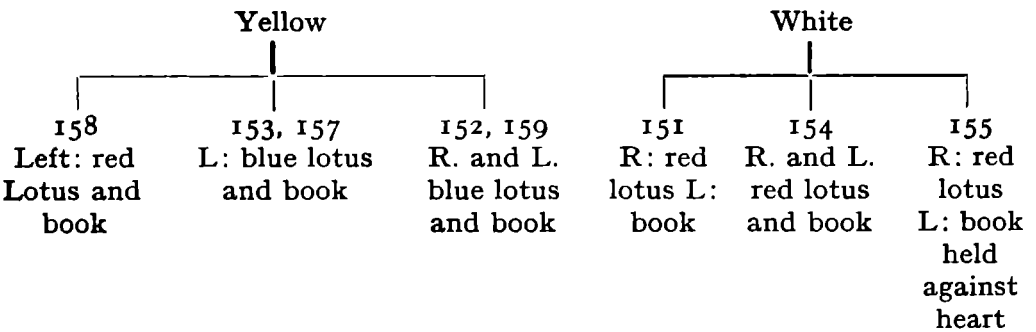 Yellow
158
Left: red
Lotus and
book
153, 157
L: blue lotus
and book
152, 159
R. and L.
blue lotus
and book
White
151
R: red
lotus L:
book
154
R. and L.
red lotus
and book
155
R: red
lotus
L: book
held
against
heart